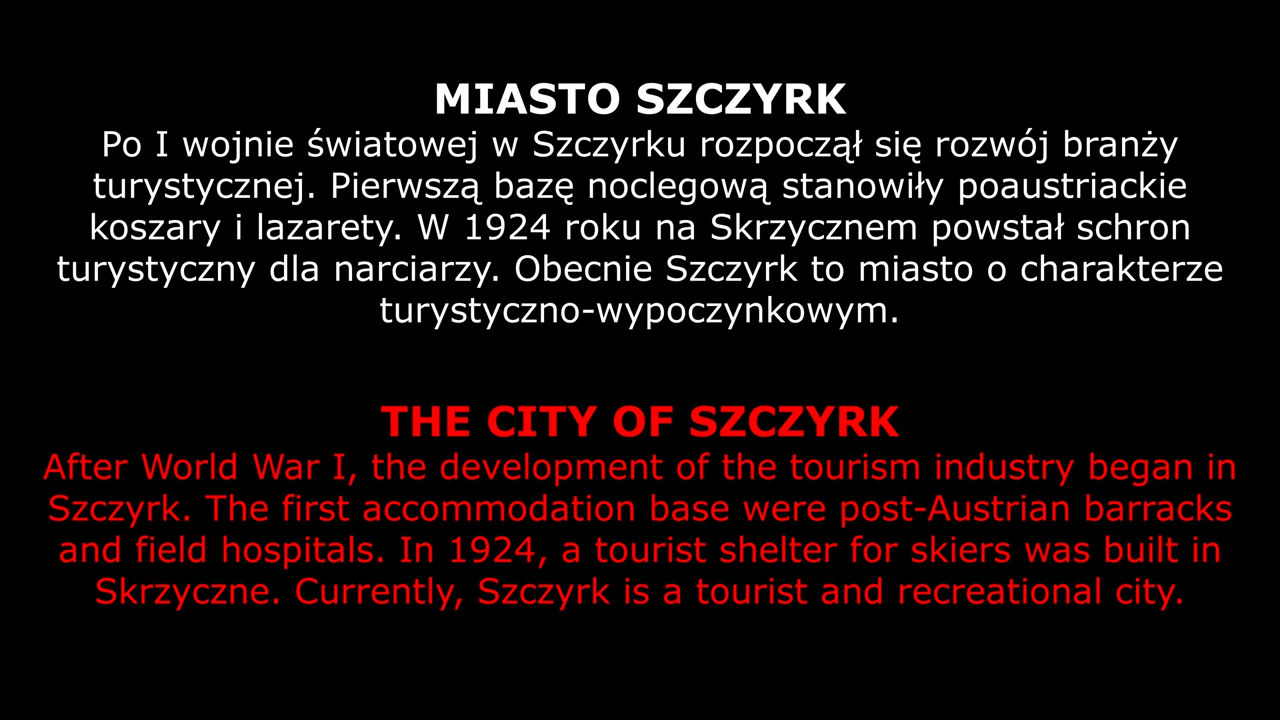 MIASTO SZCZYRK
Po I wojnie światowej w Szczyrku rozpoczął się rozwój branży
turystycznej. Pierwszą bazę noclegową stanowiły poaustriackie
koszary i lazarety. W 1924 roku na Skrzycznem powstał schron
turystyczny dla narciarzy. Obecnie Szczyrk to miasto o charakterze
turystyczno-wypoczynkowym.
THE CITY OF SZCZYRK
After World War I, the development of the tourism industry began in
Szczyrk. The first accommodation base were post-Austrian barracks
and field hospitals. In 1924, a tourist shelter for skiers was built in
Skrzyczne. Currently, Szczyrk is a tourist and recreational city.